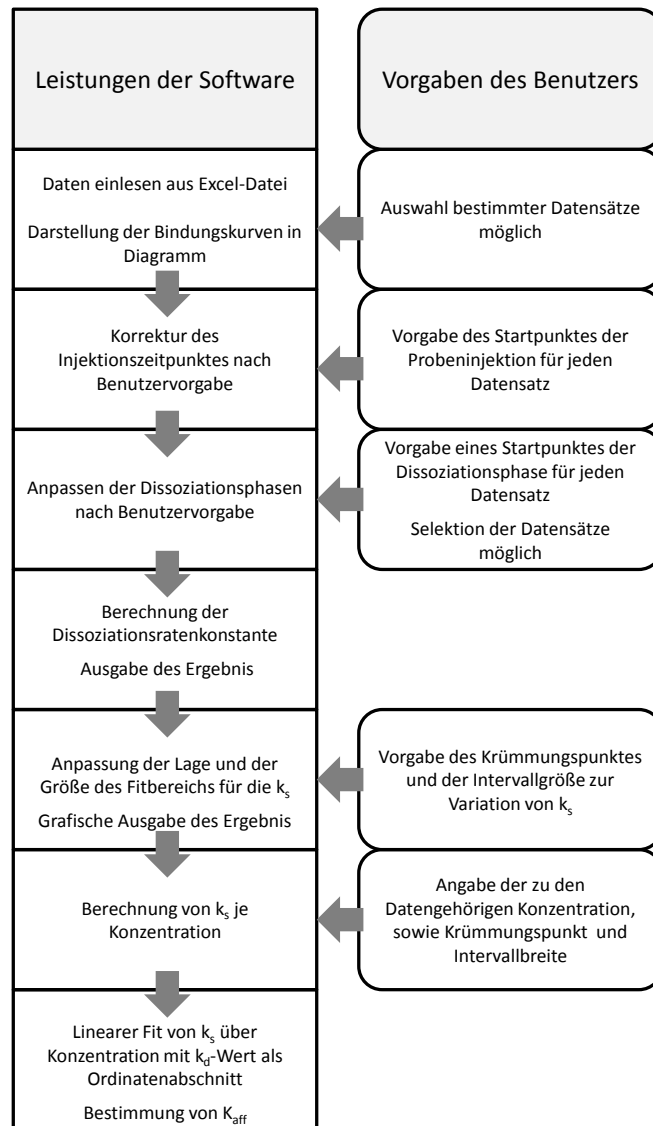 Leistungen der Software
Vorgaben des Benutzers
Daten einlesen aus Excel-Datei
Darstellung der Bindungskurven in
Diagramm
Auswahl bestimmter Datensätze
möglich
Korrektur des
Injektionszeitpunktes nach
Benutzervorgabe
Vorgabe des Startpunktes der
Probeninjektion für jeden
Datensatz
Anpassen der Dissoziationsphasen
nach Benutzervorgabe
Vorgabe eines Startpunktes der
Dissoziationsphase für jeden
Datensatz
Selektion der Datensätze
möglich
Berechnung der
Dissoziationsratenkonstante
Ausgabe des Ergebnis
Anpassung der Lage und der
Größe des Fitbereichs für die ks
Grafische Ausgabe des Ergebnis
Vorgabe des Krümmungspunktes
und der Intervallgröße zur
Variation von ks
Berechnung von ks je
Konzentration
Angabe der zu den
Datengehörigen Konzentration,
sowie Krümmungspunkt und
Intervallbreite
Linearer Fit von ks über
Konzentration mit kd-Wert als
Ordinatenabschnitt
Bestimmung von Kaff